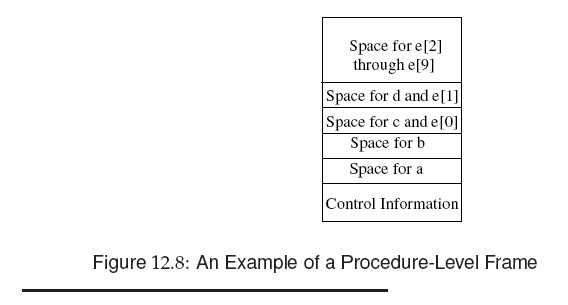 Space for e[2]
through e[9]
Space for d and e[1]
Space for c and e[0]
Space for b
Space for a
Control Information
Figure 12.8: An Example of a Procedure-Level Frame